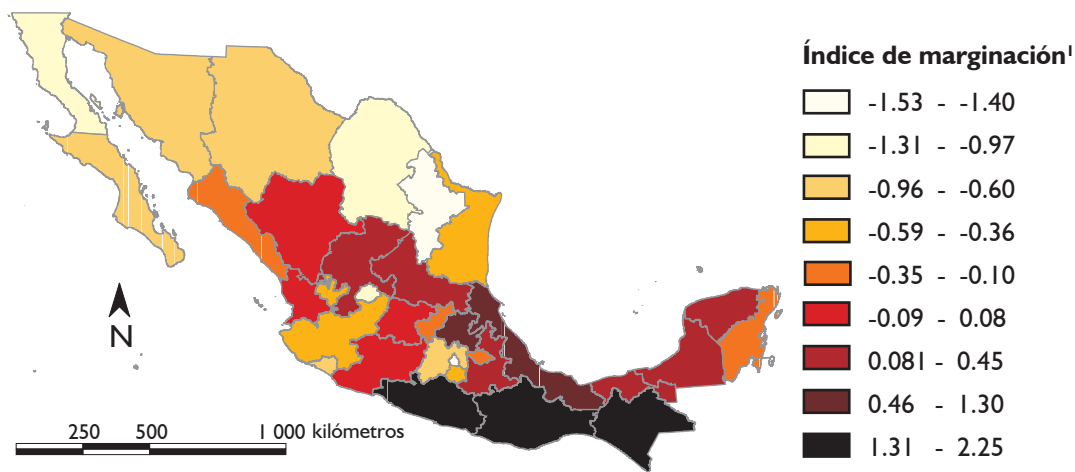 Índice de marginación¹
-1.53 - -1.40
-1.31 - -0.97
-0.96 - -0.60
-0.59 - -0.36
-0.35 - -0.10
-0.09 - 0.08
0.081 - 0.45
0.46 - 1.30
1.31 - 2.25
N
250 500 1 000 kilómetros